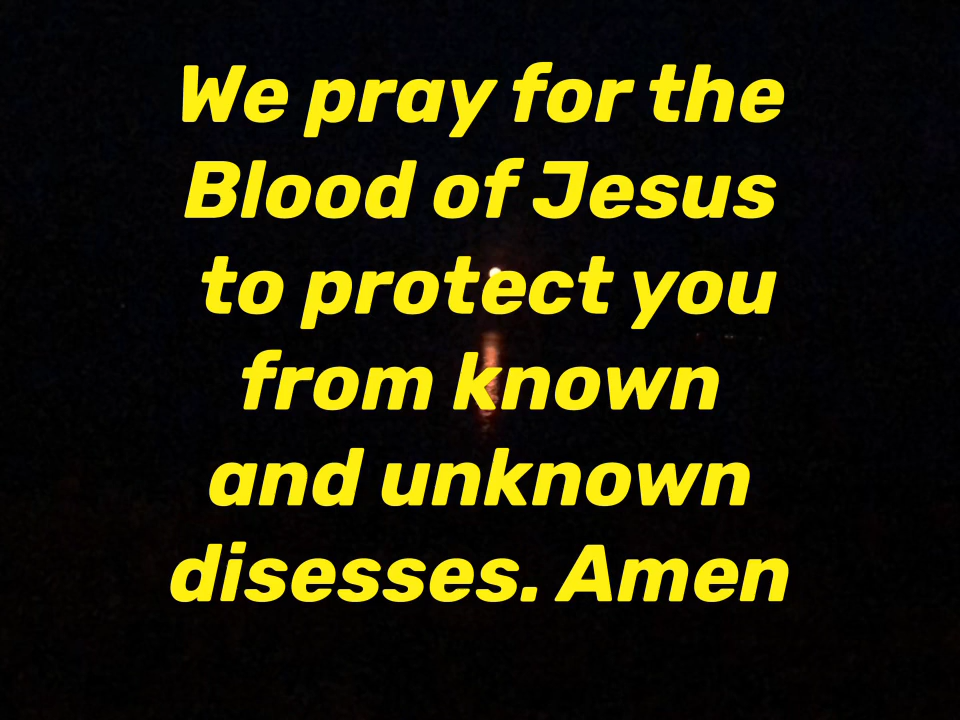 We pray for the
Blood of Jesus
to protect you
from known
and unknown
disesses. Amen